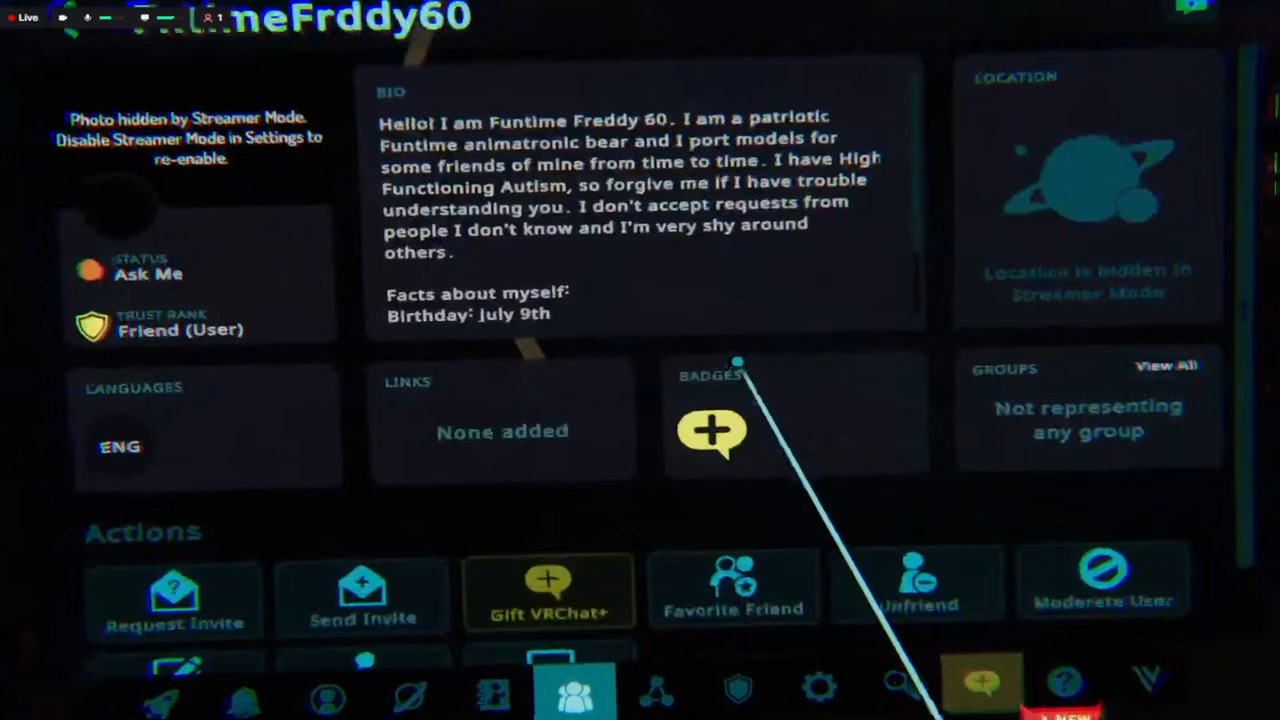 Live
1
timeFrddy60
Photo hidden by Streamer Mode.
Disable Streamer Mode in Settings to
re-enable.
STATUS
Ask Me
TRUST RANK
Friend (User)
BIO
Hello! I am Funtime Freddy 60. I am a patriotic
Funtime animatronic bear and I port models for
some friends of mine from time to time. I have High
Functioning Autism, so forgive me if I have trouble
understanding you. I don't accept requests from
people I don't know and I'm very shy around
others.
Facts about myself:
Birthday: July 9th
LOCATION
Location is hidden in
Streamer Mode
LANGUAGES
ENG
LINKS
None added
BADGES
GROUPS
View All
Not representing
any group
Actions
Request Invite
Send Invite
Gift VRChat+
Favorite Friend
Unfriend
Moderate User
NEW